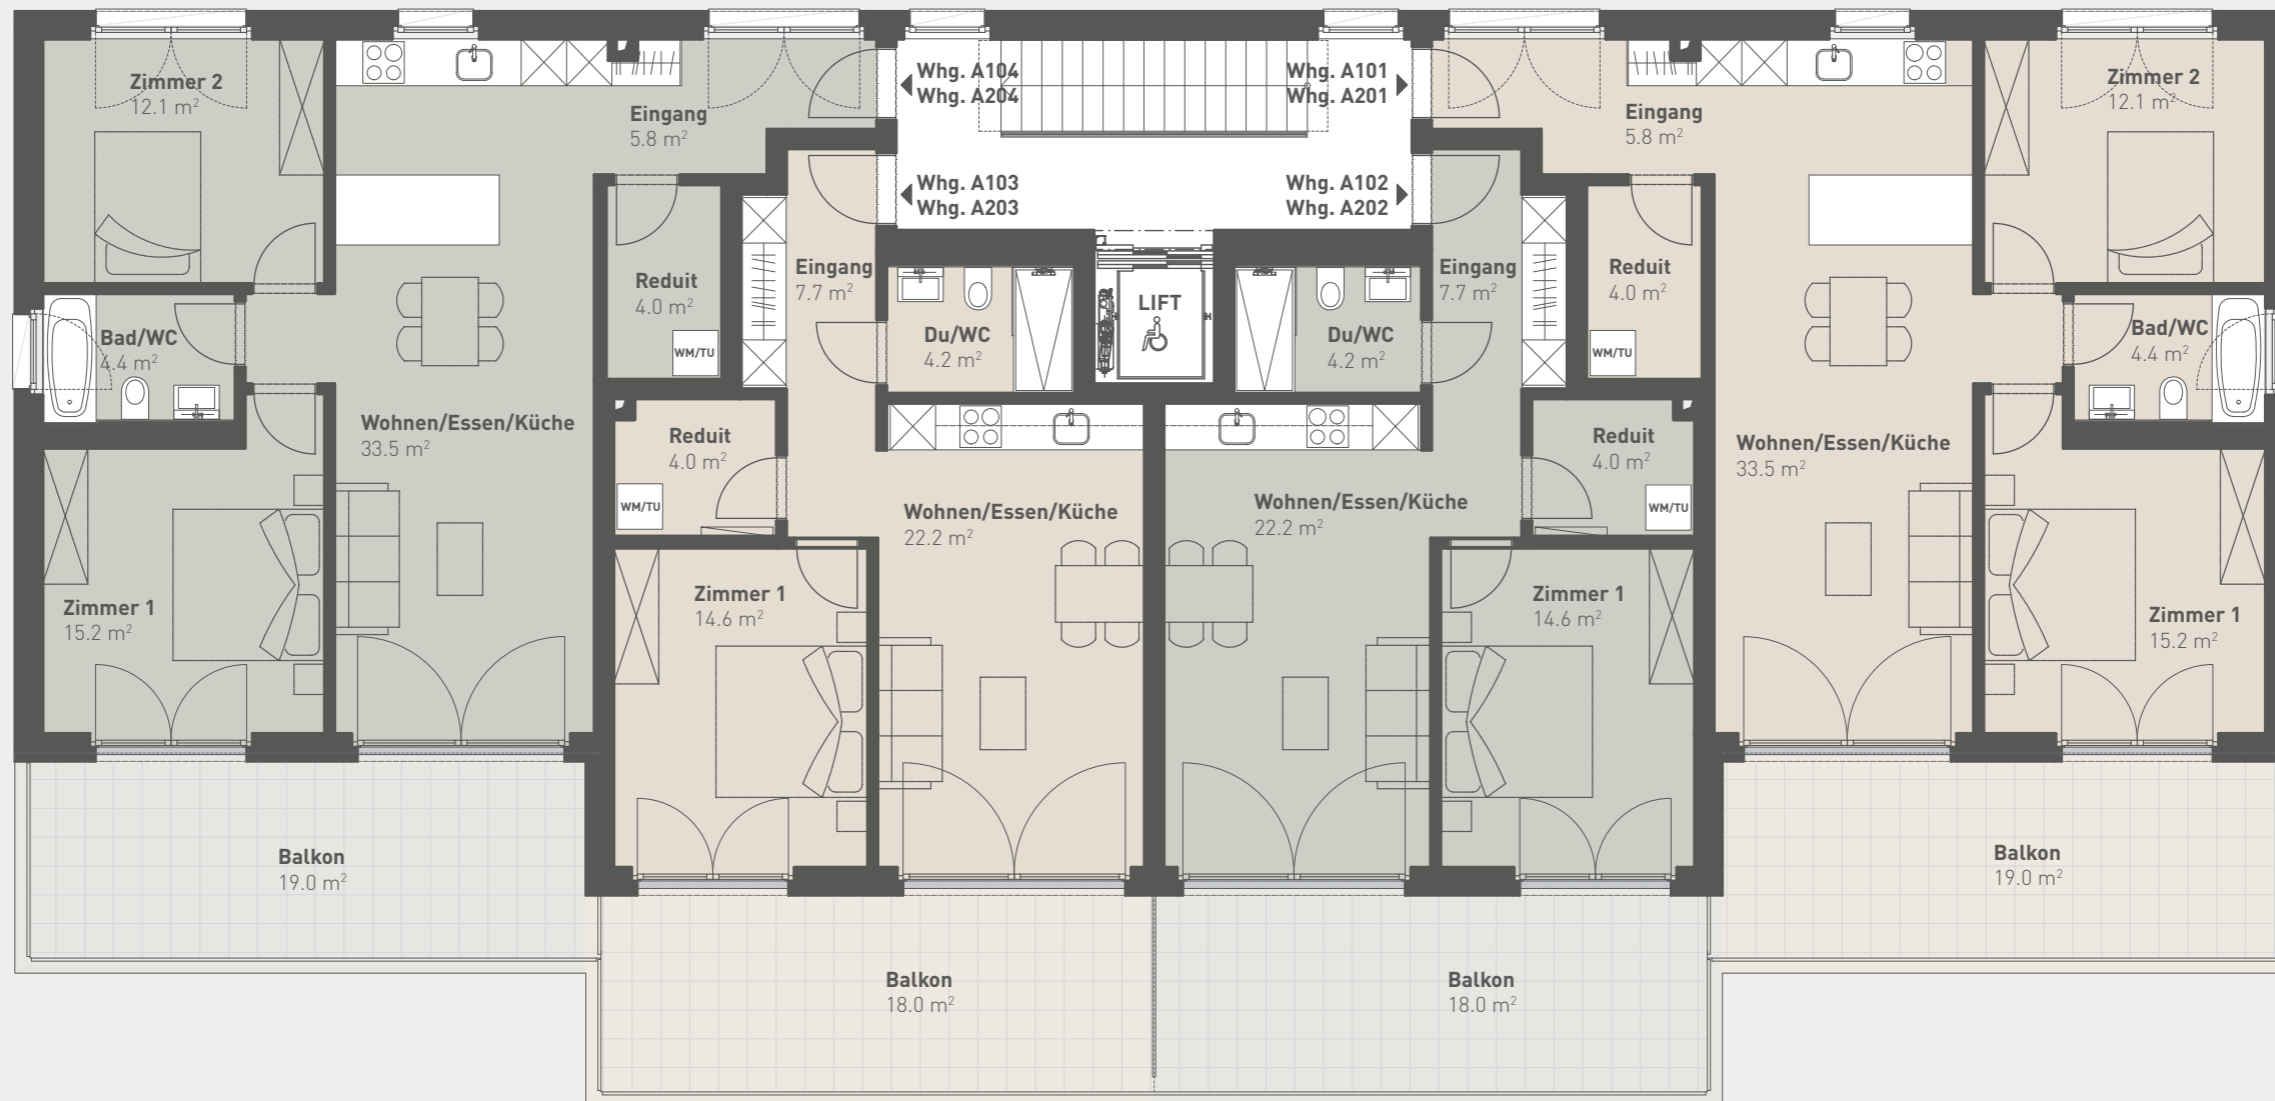 Zimmer 2
12.1 m²
Eingang
5.8 m²
Whg. A104
Whg. A204
Whg. A101
Whg. A201
Eingang
5.8 m²
Zimmer 2
12.1 m²
Whg. A103
Whg. A203
Whg. A102
Whg. A202
Reduit
4.0 m²
WM/TU
Eingang
7.7 m²
Du/WC
4.2 m²
LIFT
Du/WC
4.2 m²
Eingang
7.7 m²
Reduit
4.0 m²
WM/TU
Bad/WC
4.4 m²
Bad/WC
4.4 m²
Wohnen/Essen/Küche
33.5 m²
Reduit
4.0 m²
WM/TU
Wohnen/Essen/Küche
22.2 m²
Wohnen/Essen/Küche
22.2 m²
Reduit
4.0 m²
WM/TU
Wohnen/Essen/Küche
33.5 m²
Zimmer 1
15.2 m²
Zimmer 1
14.6 m²
Zimmer 1
14.6 m²
Zimmer 1
15.2 m²
Balkon
19.0 m²
Balkon
18.0 m²
Balkon
18.0 m²
Balkon
19.0 m²